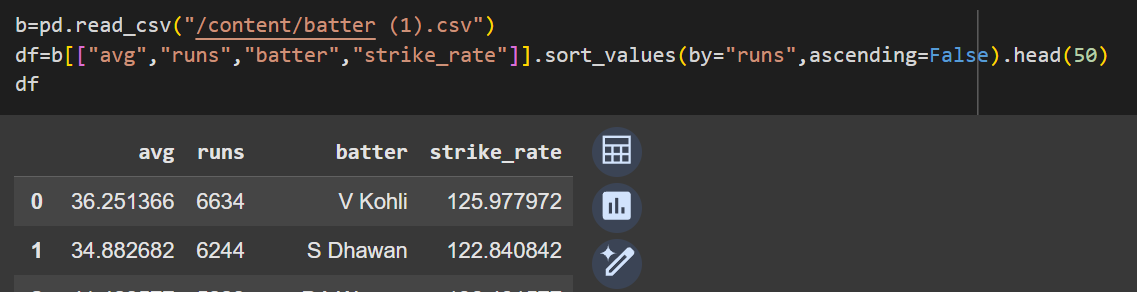 b=pd.read_csv("/content/batter (1).csv")
df=b[["avg","runs","batter","strike_rate"]].sort_values(by="runs",ascending=False).head(50)
df
avg runs batter strike_rate
0 36.251366 6634 V Kohli 125.977972
1 34.882682 6244 S Dhawan 122.840842